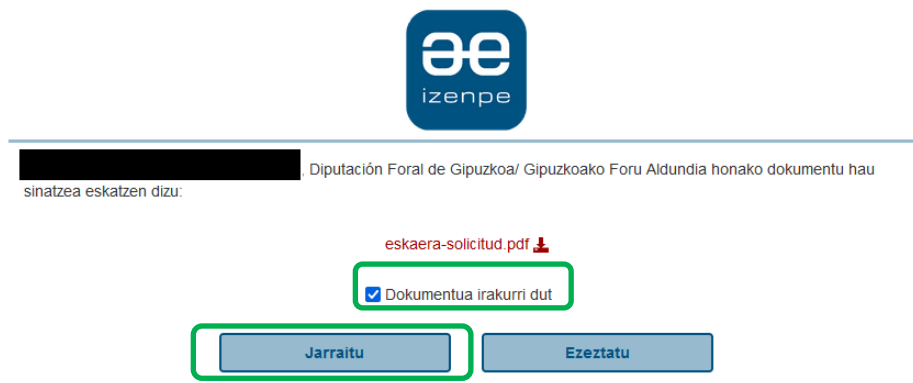 izenpe
, Diputación Foral de Gipuzkoa/ Gipuzkoako Foru Aldundia honako dokumentu hau
sinatzea eskatzen dizu:
eskaera-solicitud.pdf
Dokumentua irakurri dut
Jarraitu Ezeztatu